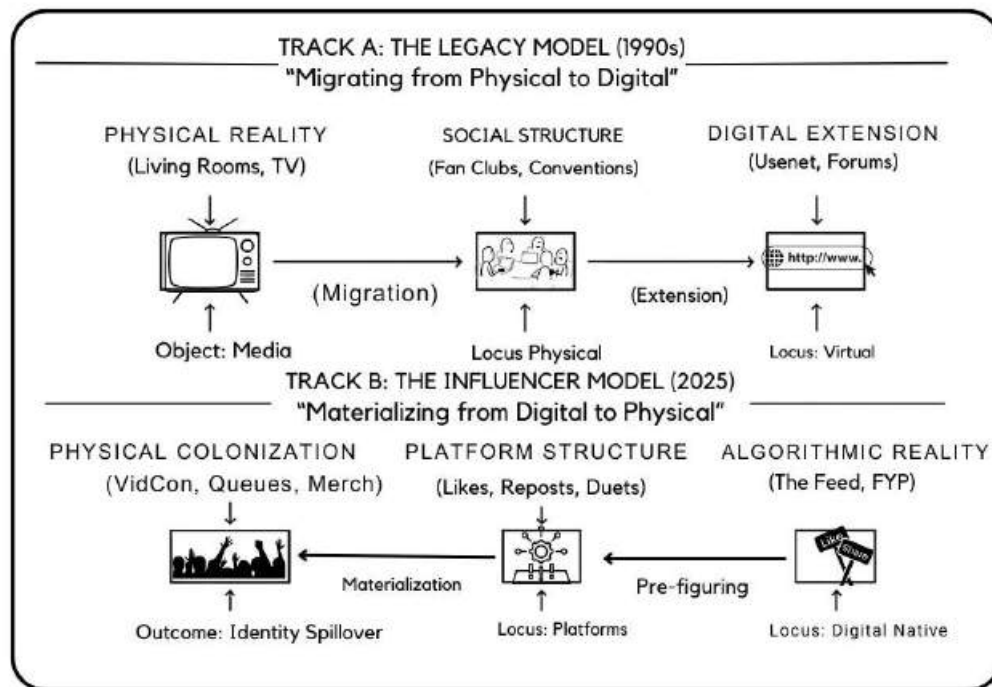 TRACK A: THE LEGACY MODEL (1990s)
“Migrating from Physical to Digital”
PHYSICAL REALITY
(Living Rooms, TV)
SOCIAL STRUCTURE
(Fan Clubs, Conventions)
DIGITAL EXTENSION
(Usenet, Forums)
http://www.
(Migration)
(Extension)
Object: Media
Locus Physical
Locus: Virtual
TRACK B: THE INFLUENCER MODEL (2025)
“Materializing from Digital to Physical”
PHYSICAL COLONIZATION
(VidCon, Queues, Merch)
PLATFORM STRUCTURE
(Likes, Reposts, Duets)
ALGORITHMIC REALITY
(The Feed, FYP)
Like
Share
Materialization
Pre-figuring
Outcome: Identity Spillover
Locus: Platforms
Locus: Digital Native